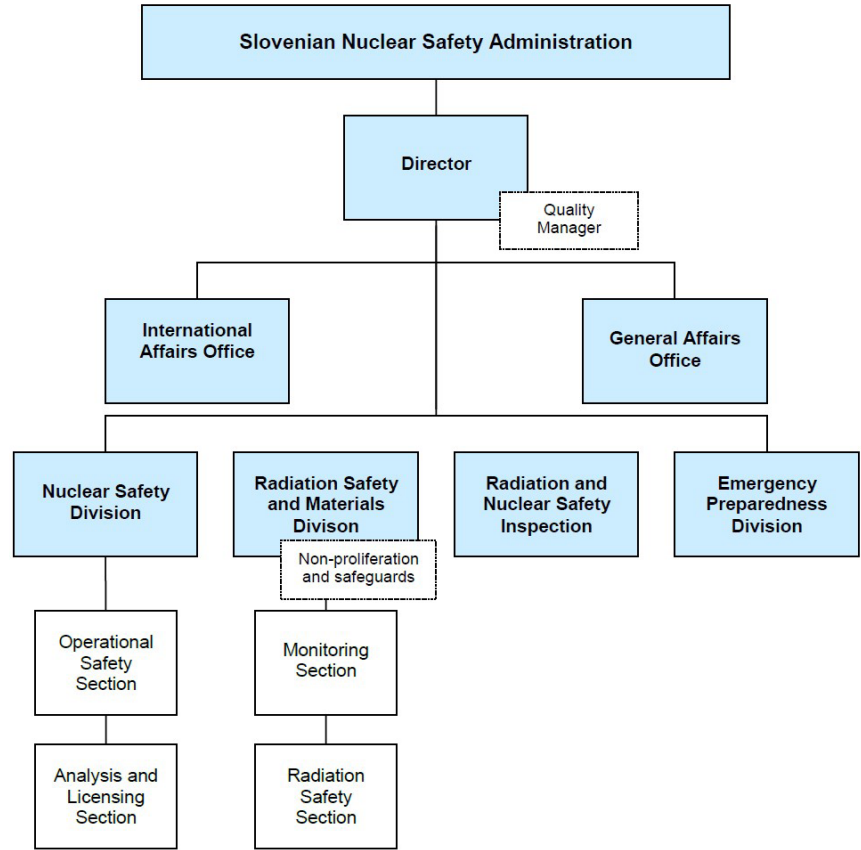 Slovenian Nuclear Safety Administration
Director
Quality
Manager
International
Affairs Office
General Affairs
Office
Nuclear Safety
Division
Radiation Safety
and Materials
Divison
Radiation and
Nuclear Safety
Inspection
Emergency
Preparedness
Division
Non-proliferation
and safeguards
Operational
Safety
Section
Monitoring
Section
Analysis and
Licensing
Section
Radiation
Safety
Section